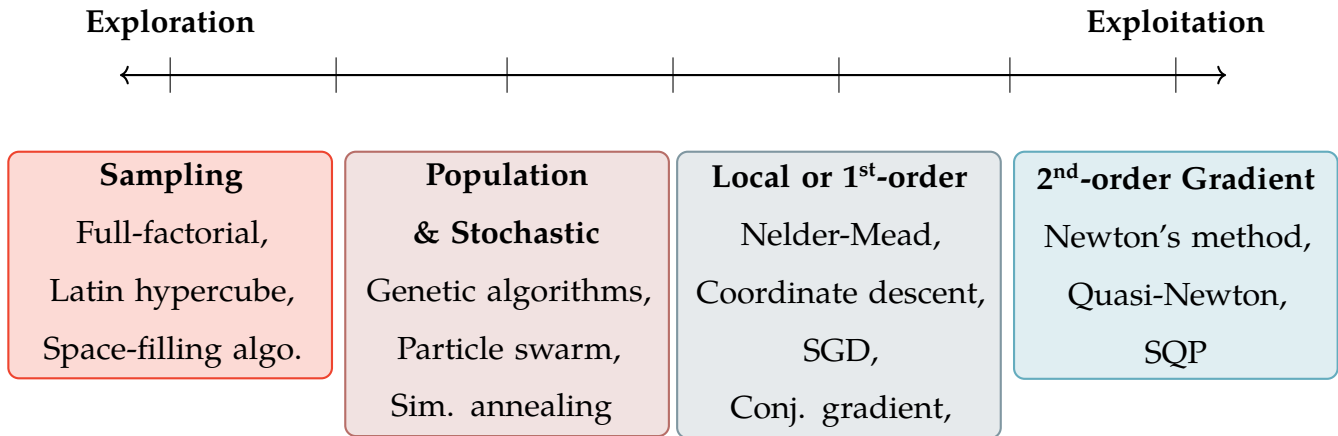 Exploration
Exploitation
Sampling
Full-factorial,
Latin hypercube,
Space-filling algo.
Population
& Stochastic
Genetic algorithms,
Particle swarm,
Sim. annealing
Local or 1st-order
Nelder-Mead,
Coordinate descent,
SGD,
Conj. gradient,
2nd-order Gradient
Newton's method,
Quasi-Newton,
SQP